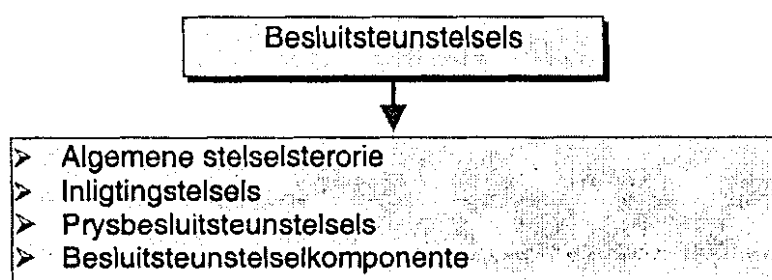 Besluitsteunstelsels
➢ Algemene stelselsterorie
➢ Inligtingstelsels
➢ Prysbesluitsteunstelsels
➢ Besluitsteunstelselkomponente